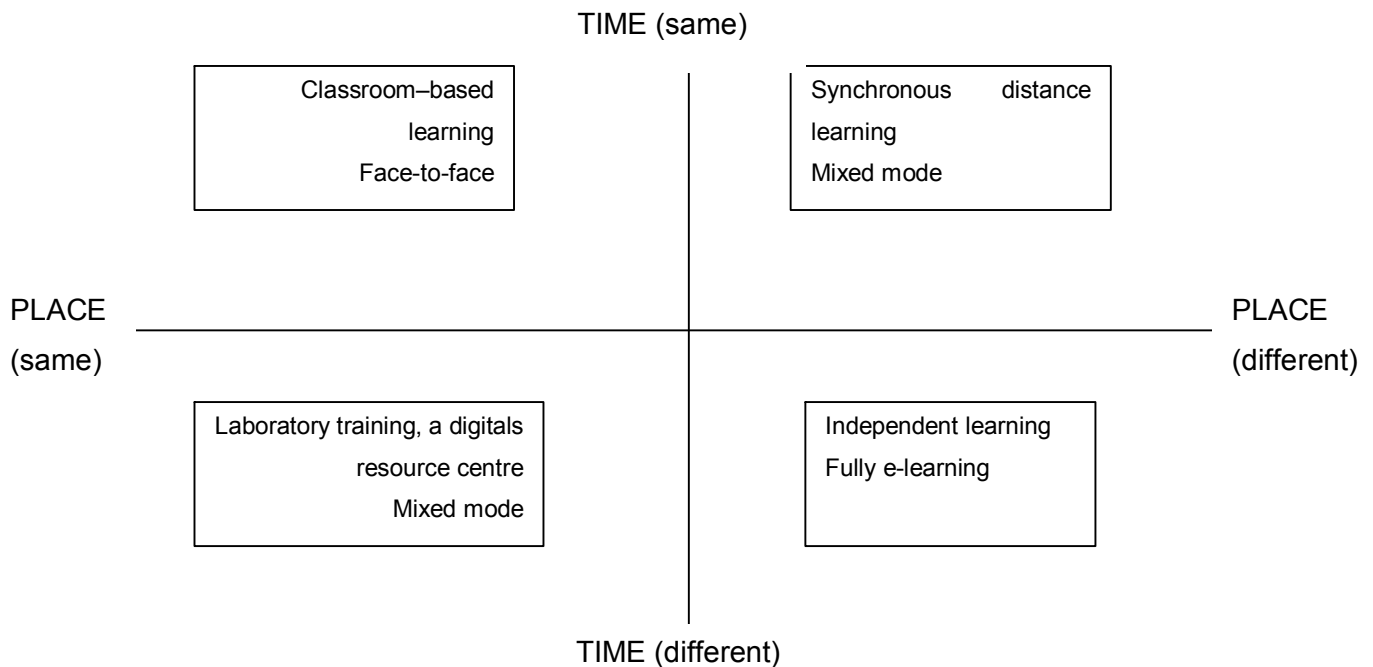 TIME (same)
Classroom–based
learning
Face-to-face
Synchronous distance
learning
Mixed mode
PLACE
(same)
PLACE
(different)
Laboratory training, a digitals
resource centre
Mixed mode
Independent learning
Fully e-learning
TIME (different)